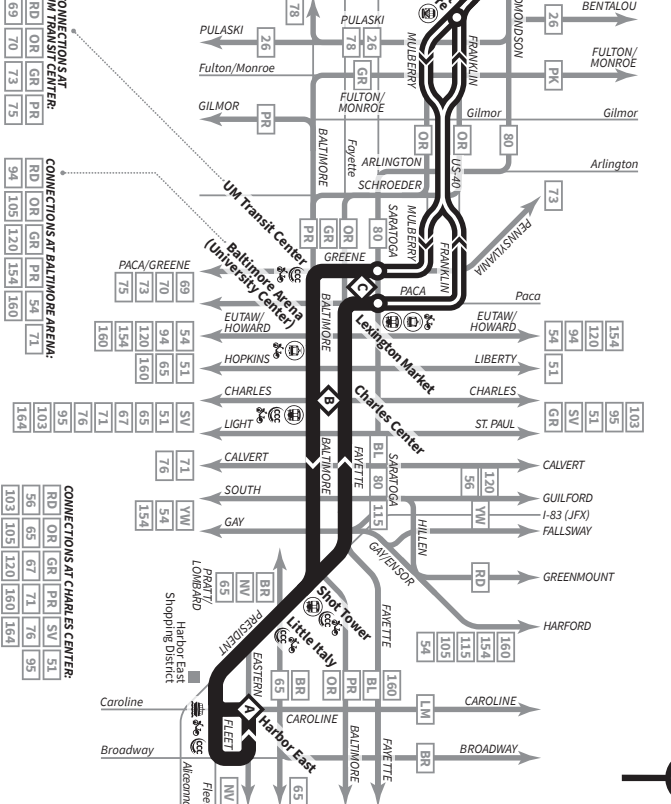 CONNECTIONS AT
UM TRANSIT CENTER:
RD OR GR PR
69 70 73 75
CONNECTIONS AT BALTIMORE ARENA:
RD OR GR PR 54 71
94 105 120 154 160
CONNECTIONS AT CHARLES CENTER:
RD OR GR PR SV 51
56 65 67 71 76 95
103 105 120 160 164
78
PULASKI
26
PULASKI
78 26
GR
FULTON/
MONROE
Fulton/Monroe
GILMOR
PR
MULBERRY
FRANKLIN
EDMONDSON
26
BENTALOU
PK
FULTON/
MONROE
Gilmor
Gilmor
OR
OR
80
US-40
ARLINGTON
Arlington
SCHROEDER
BALTIMORE
Fayette
PR
GR
OR
80
SARATOGA
MULBERRY
FRANKLIN
73
PENNSYLVANIA
UM Transit Center
GREENE
Baltimore Arena
(University Center)
C
PACA
Paca
PACA/GREENE
75 73 70 69
Lexington Market
BALTIMORE
EUTAW/
HOWARD
160 154 120 94 54
EUTAW/
HOWARD
54 94 120 154
HOPKINS
160 65 51
LIBERTY
51
CHARLES
CHARLES
B
Charles Center
LIGHT
164 103 95 76 71 67 65 51 SV
ST. PAUL
GR SV 51 95 103
CALVERT
76 71
BALTIMORE
FAYETTE
BL
80
115
SARATOGA
CALVERT
SOUTH
56 120
GUILFORD
YW
I-83 (JFX)
GAY
154 54 YW
FALLSWAY
HILLEN
GAY/ENSOR
RD
GREENMOUNT
PRATT/
LOMBARD
65 NV BR
Shot Tower
FAYETTE
HARFORD
54 105 115 154 160
Little Italy
PRESIDENT
Harbor East
Shopping District
EASTERN
65 BR
OR PR BL 160
Caroline
A
FLEET
CAROLINE
LM
CAROLINE
Harbor East
Broadway
BALTIMORE
FAYETTE
BR
BROADWAY
NV
65